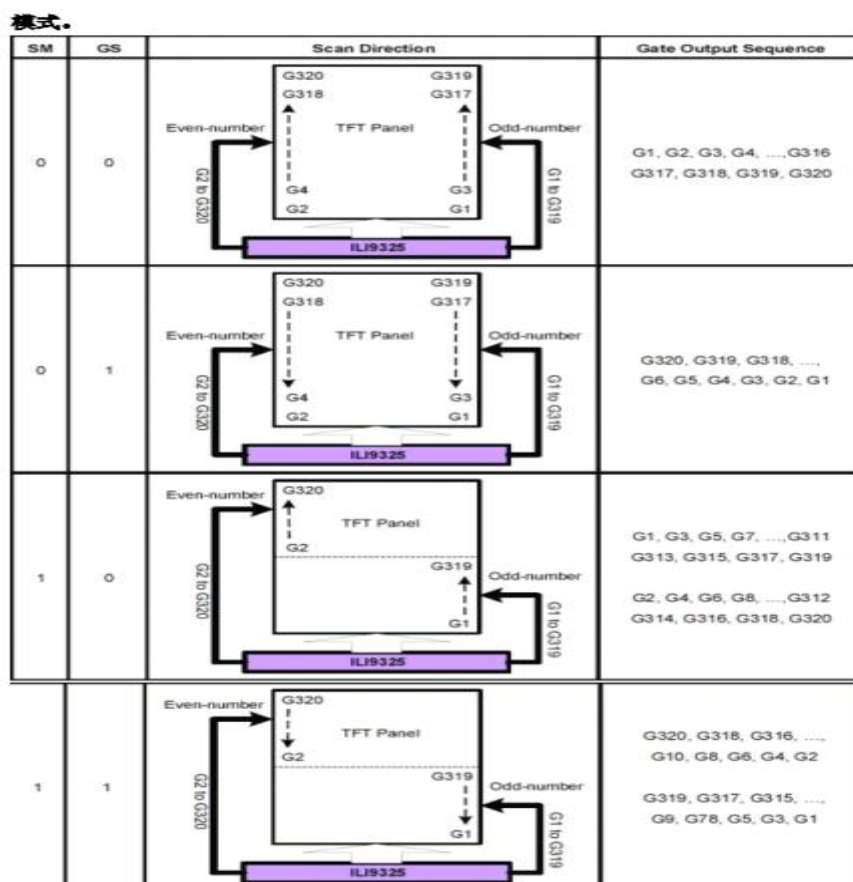 模式。
SM GS Scan Direction Gate Output Sequence
0 0
G320 G319
G318 G317
Even-number TFT Panel Odd-number
G2 to G320
G1 to G319
G4 G3
G2 G1
ILI9325
G1, G2, G3, G4, ...,G316
G317, G318, G319, G320
0 1
G320 G319
G318 G317
Even-number TFT Panel Odd-number
G2 to G320
G1 to G319
G4 G3
G2 G1
ILI9325
G320, G319, G318, ...,
G6, G5, G4, G3, G2, G1
1 0
Even-number G320
TFT Panel
G2
G2 to G320
G319
Odd-number
G1
G1 to G319
ILI9325
G1, G3, G5, G7, ...,G311
G313, G315, G317, G319
G2, G4, G6, G8, ...,G312
G314, G316, G318, G320
1 1
Even-number G320
TFT Panel
G2
G2 to G320
G319
Odd-number
G1
G1 to G319
ILI9325
G320, G318, G316, ...,
G10, G8, G6, G4, G2
G319, G317, G315, ...,
G9, G78, G5, G3, G1